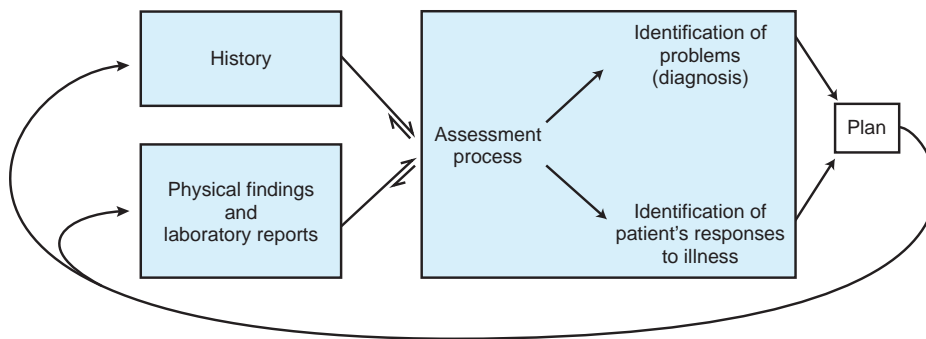 History
Physical findings
and
laboratory reports
Assessment
process
Identification of
problems
(diagnosis)
Identification of
patient's responses
to illness
Plan